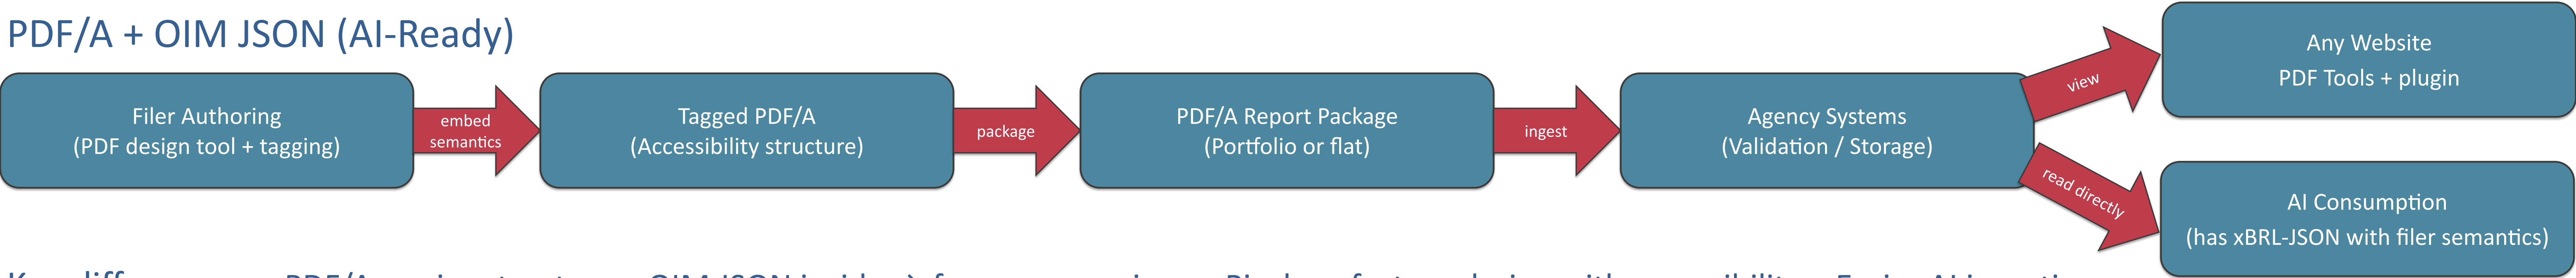 PDF/A + OIM JSON (AI-Ready)
Filer Authoring
(PDF design tool + tagging)
embed
semantics
Tagged PDF/A
(Accessibility structure)
package
PDF/A Report Package
(Portfolio or flat)
ingest
Agency Systems
(Validation / Storage)
view
Any Website
PDF Tools + plugin
read directly
AI Consumption
(has xBRL-JSON with filer semantics)